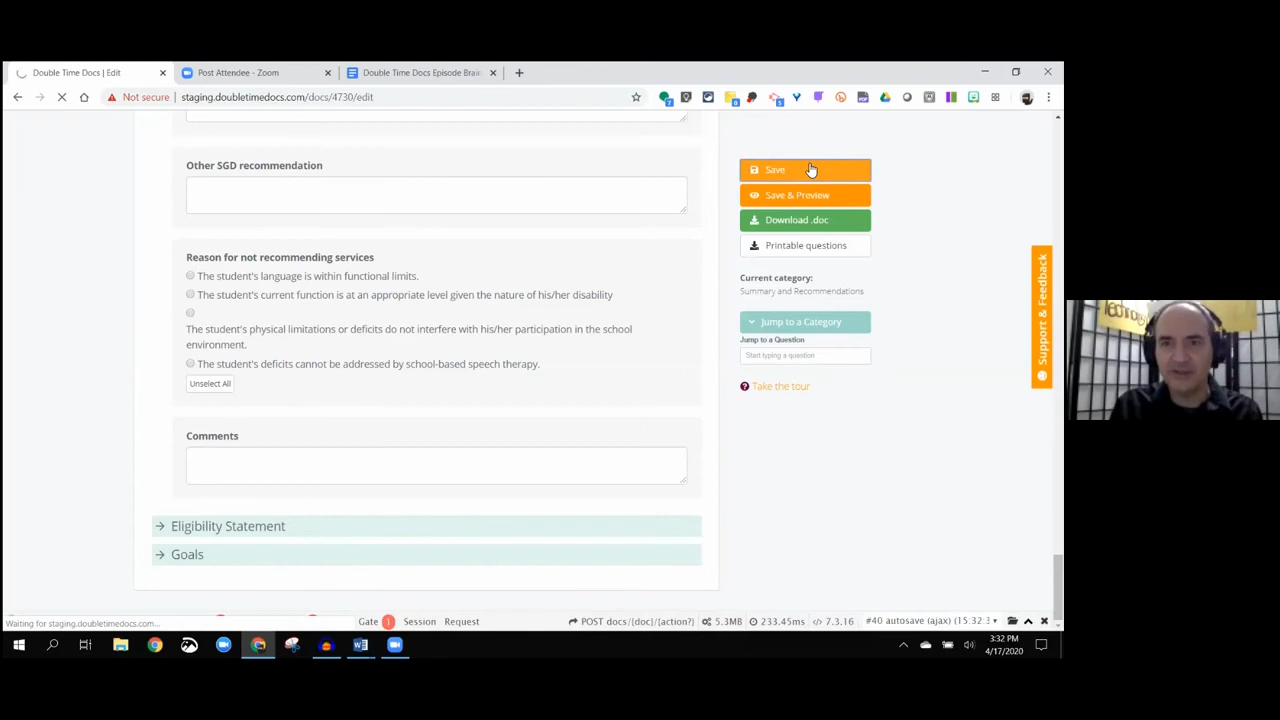 Double Time Docs | Edit
Post Attendee - Zoom
Double Time Docs Episode Brain
Not secure
staging.doubletimedocs.com/docs/4730/edit
Other SGD recommendation
Reason for not recommending services
The student's language is within functional limits.
The student's current function is at an appropriate level given the nature of his/her disability
The student's physical limitations or deficits do not interfere with his/her participation in the school
environment.
The student's deficits cannot be addressed by school-based speech therapy.
Unselect All
Comments
Eligibility Statement
Goals
Save
Save & Preview
Download .doc
Printable questions
Current category:
Summary and Recommendations
Jump to a Category
Jump to a Question
Start typing a question
Take the tour
Support & Feedback
Waiting for staging.doubletimedocs.com...
Gate 1 Session Request
POST docs/{doc}/{action?} 5.3MB 233.45ms 7.3.16 #40 autosave (ajax) (15:32:
3:32 PM
4/17/2020